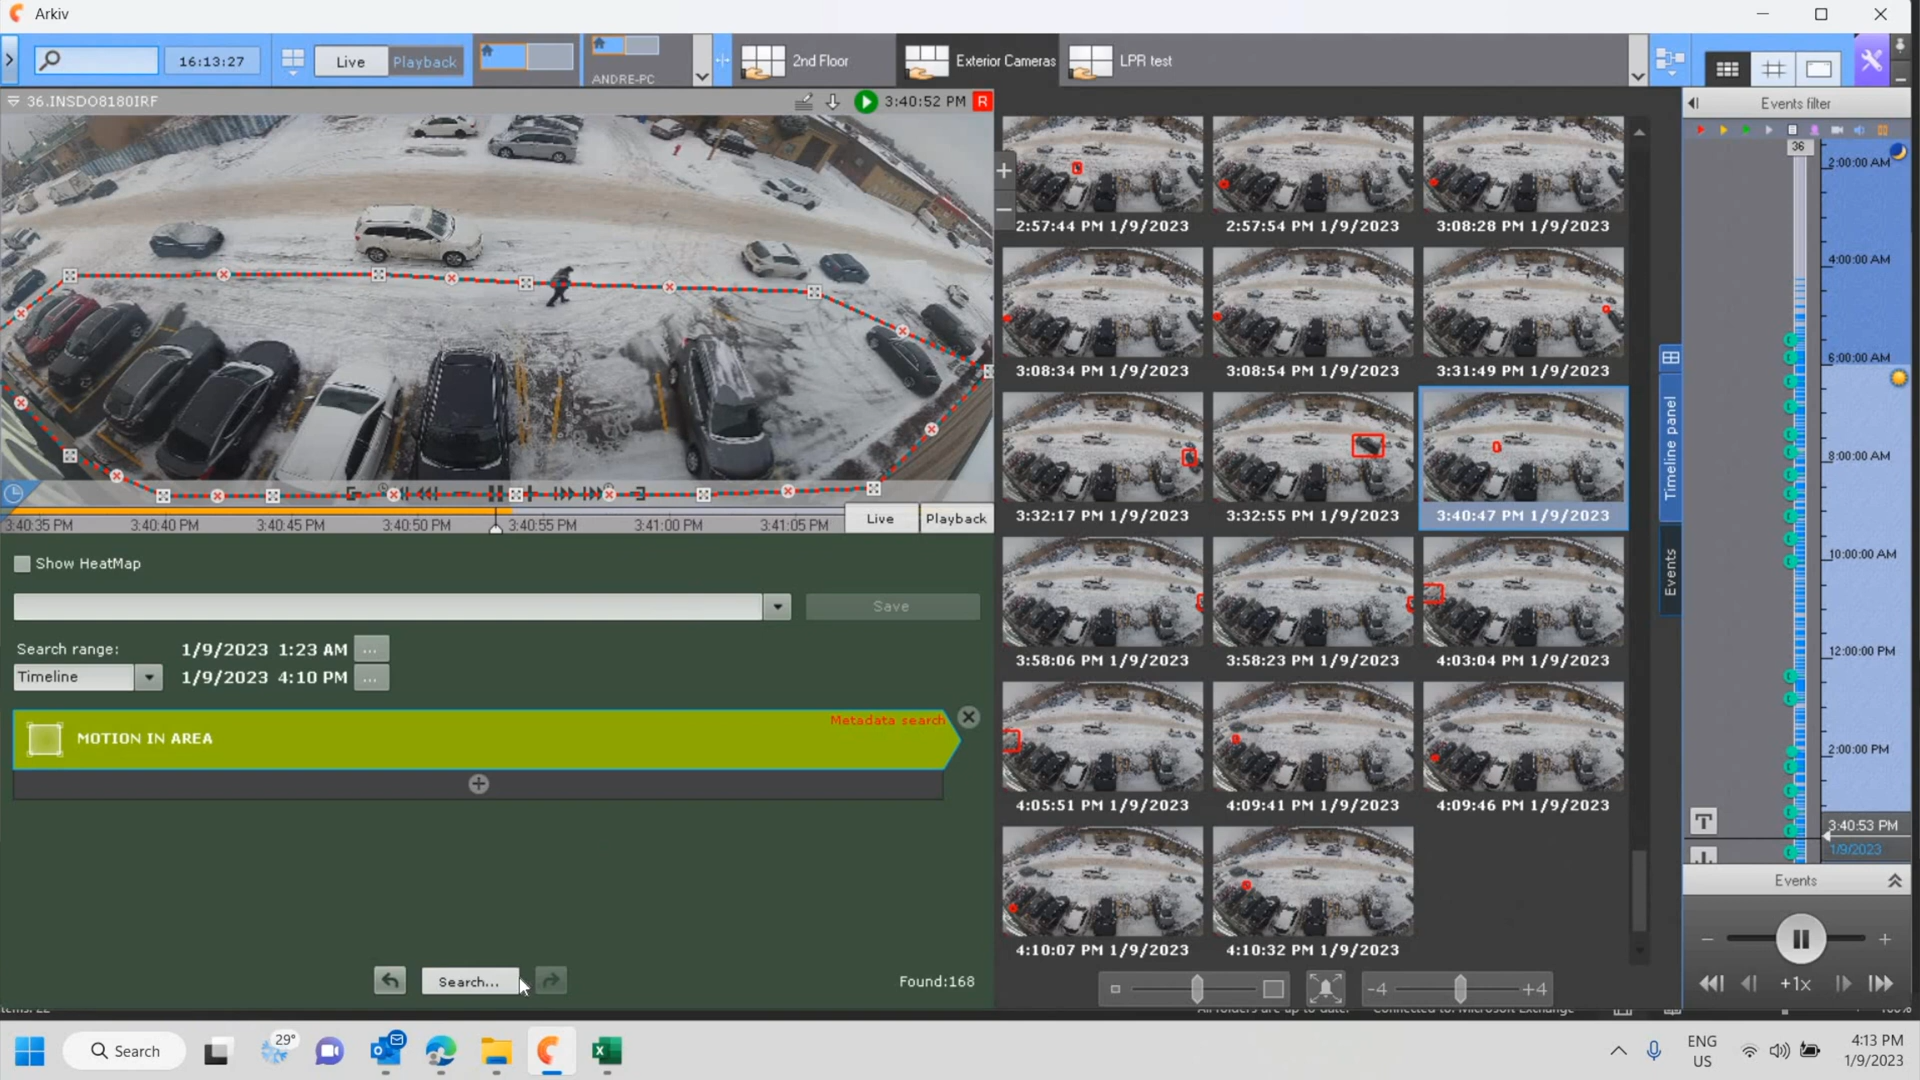 Arkiv
16:13:27
Live
Playback
ANDRE-PC
2nd Floor
Exterior Cameras
LPR test
36.INSDO8180IRF
3:40:52 PM
R
Events filter
36
2:00:00 AM
4:00:00 AM
6:00:00 AM
8:00:00 AM
10:00:00 AM
12:00:00 PM
2:00:00 PM
3:40:53 PM
1/9/2023
2:57:44 PM 1/9/2023
2:57:54 PM 1/9/2023
3:08:28 PM 1/9/2023
3:08:34 PM 1/9/2023
3:08:54 PM 1/9/2023
3:31:49 PM 1/9/2023
3:32:17 PM 1/9/2023
3:32:55 PM 1/9/2023
3:40:47 PM 1/9/2023
3:58:06 PM 1/9/2023
3:58:23 PM 1/9/2023
4:03:04 PM 1/9/2023
4:05:51 PM 1/9/2023
4:09:41 PM 1/9/2023
4:09:46 PM 1/9/2023
4:10:07 PM 1/9/2023
4:10:32 PM 1/9/2023
Timeline panel
Events
3:40:35 PM
3:40:40 PM
3:40:45 PM
3:40:50 PM
3:40:55 PM
3:41:00 PM
3:41:05 PM
Live
Playback
Show HeatMap
Save
Search range:
1/9/2023 1:23 AM
...
Timeline
1/9/2023 4:10 PM
...
Metadata search
MOTION IN AREA
Search...
Found:168
-4
+4
Events
+1x
Search
29°
ENG
US
4:13 PM
1/9/2023